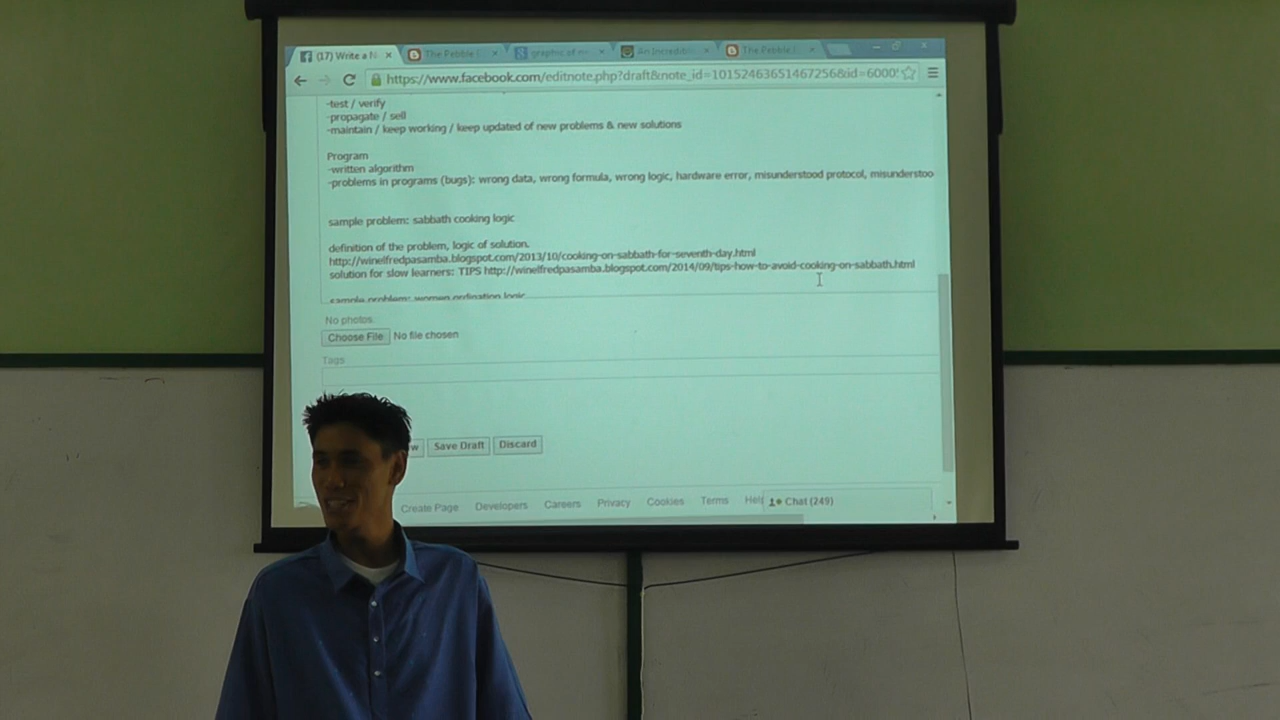 (17) Write a N
The Pebble
graphic of
An Incredib
The Pebble
https://www.facebook.com/editnote.php?draft&note_id=10152463651467256&id=6000
-test / verify
-propagate / sell
-maintain / keep working / keep updated of new problems & new solutions
Program
-written algorithm
-problems in programs (bugs): wrong data, wrong formula, wrong logic, hardware error, misunderstood protocol, misunderstoo
sample problem: sabbath cooking logic
definition of the problem, logic of solution.
http://winelfredpasamba.blogspot.com/2013/10/cooking-on-sabbath-for-seventh-day.html
solution for slow learners: TIPS http://winelfredpasamba.blogspot.com/2014/09/tips-how-to-avoid-cooking-on-sabbath.html
sample problem: women ordination logic
No photos.
Choose File No file chosen
Tags
w Save Draft Discard
Create Page Developers Careers Privacy Cookies Terms Help
Chat (249)